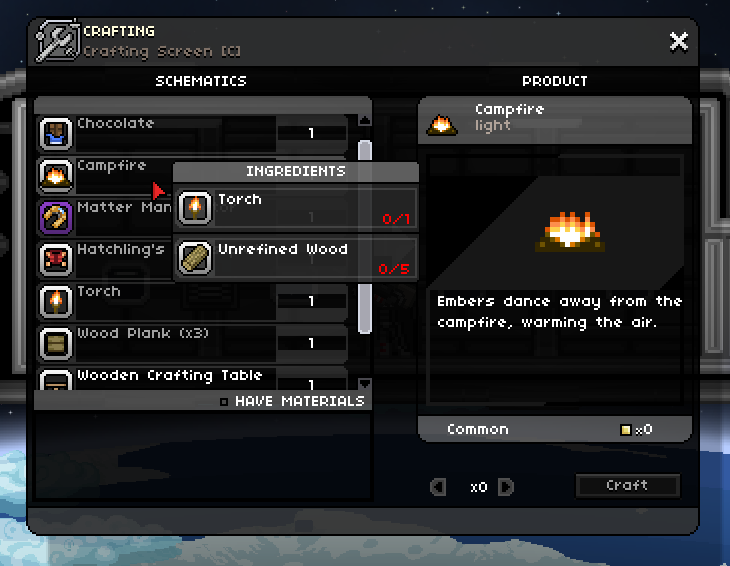 CRAFTING
Crafting Screen [C]
SCHEMATICS
PRODUCT
Chocolate
1
Campfire
Matter Man
1
Hatchling's
Torch
1
Wood Plank (x3)
1
Wooden Crafting Table
1
HAVE MATERIALS
INGREDIENTS
Torch
0/1
Unrefined Wood
0/5
Campfire
light
Embers dance away from the
campfire, warming the air.
Common
x0
x0
Craft